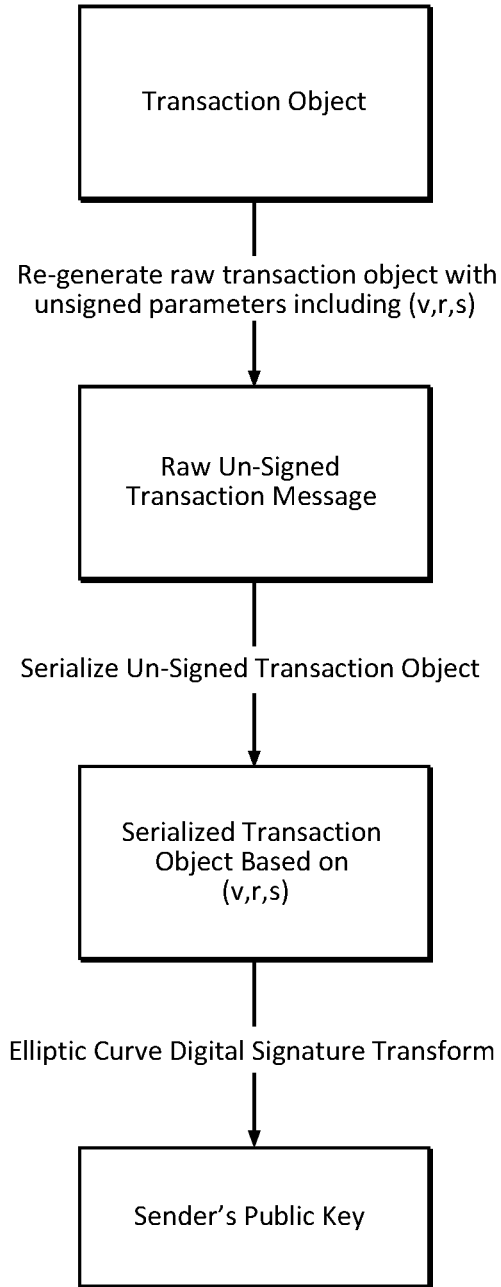 Transaction Object
Re-generate raw transaction object with
unsigned parameters including (v,r,s)
Raw Un-Signed
Transaction Message
Serialize Un-Signed Transaction Object
Serialized Transaction
Object Based on
(v,r,s)
Elliptic Curve Digital Signature Transform
Sender’s Public Key